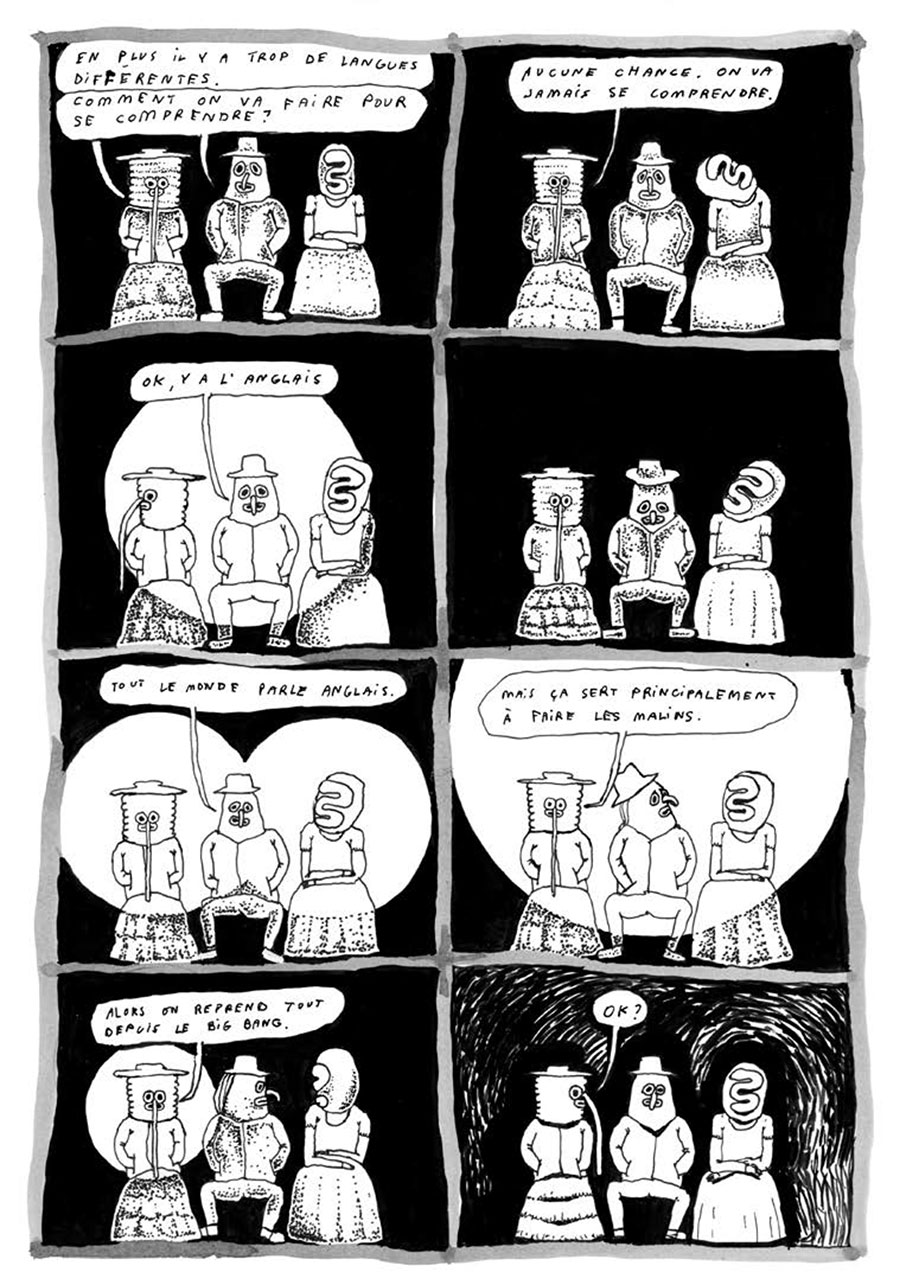 EN PLUS IL Y A TROP DE LANGUES
DIFFÉRENTES.
COMMENT ON VA FAIRE POUR
SE COMPRENDRE?
AUCUNE CHANCE. ON VA
JAMAIS SE COMPRENDRE.
OK, Y A L'ANGLAIS
TOUT LE MONDE PARLE ANGLAIS.
MAIS ÇA SERT PRINCIPALEMENT
À FAIRE LES MALINS.
ALORS ON REPREND TOUT
DEPUIS LE BIG BANG.
OK?